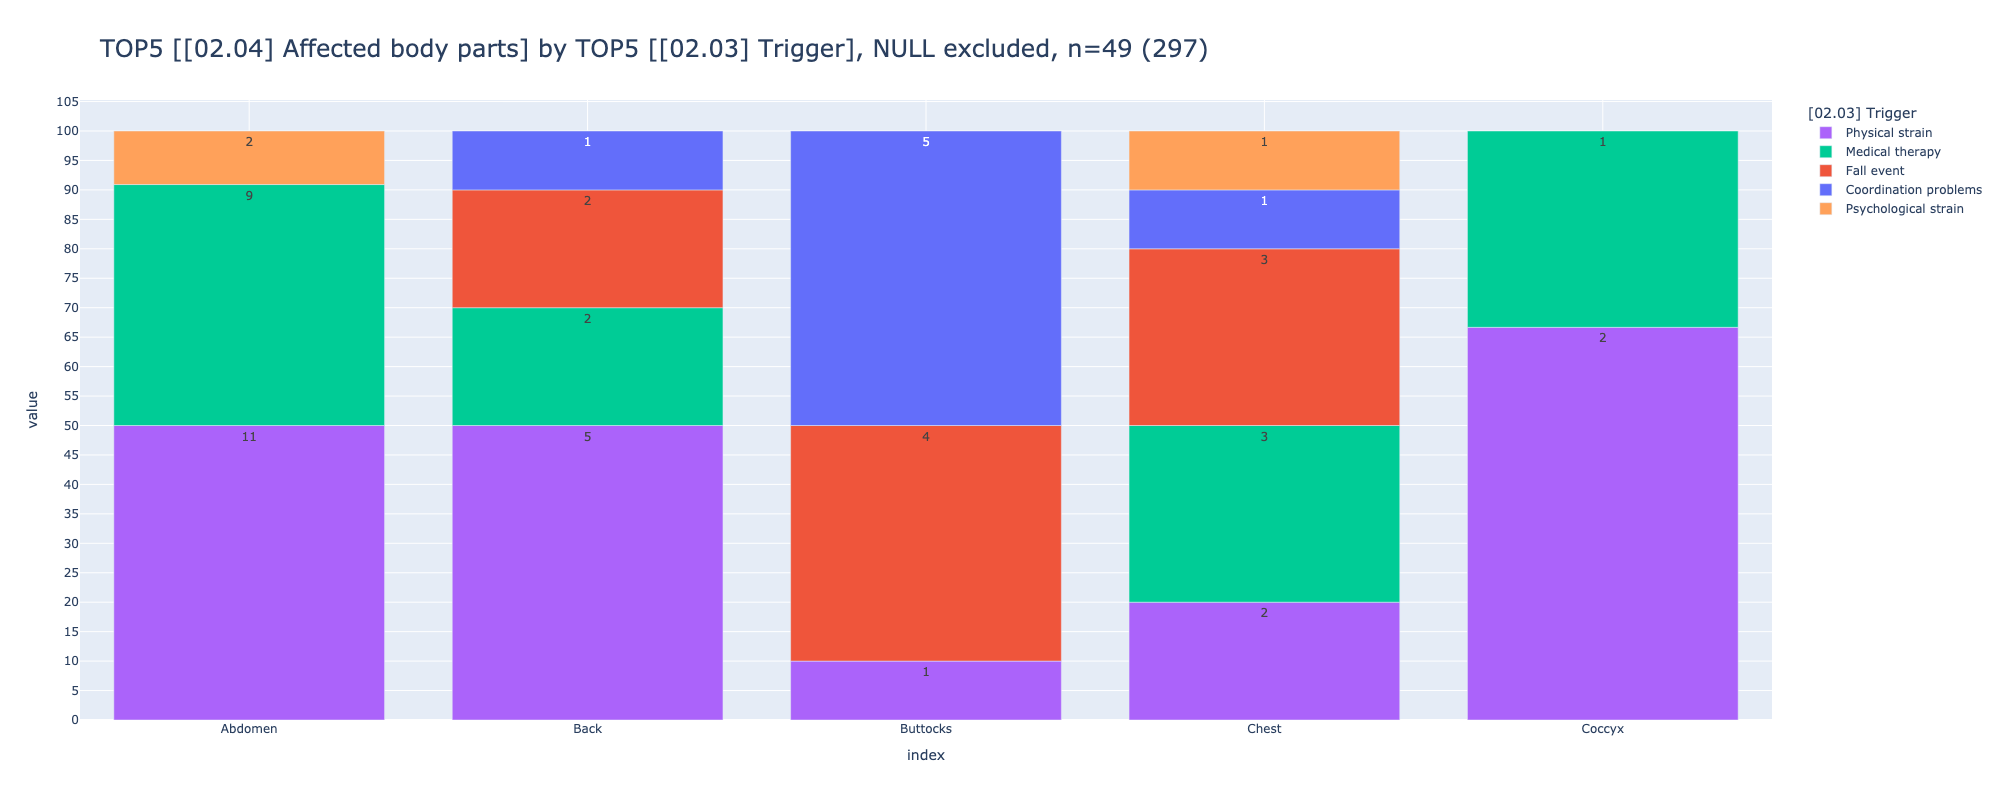 TOP5 [[02.04] Affected body parts] by TOP5 [[02.03] Trigger], NULL excluded, n=49 (297)
105
100
95
90
85
80
75
70
65
60
55
50
45
40
35
30
25
20
15
10
5
0
value
2
9
11
1
2
2
5
5
4
1
1
1
3
3
2
1
2
Abdomen
Back
Buttocks
Chest
Coccyx
index
[02.03] Trigger
Physical strain
Medical therapy
Fall event
Coordination problems
Psychological strain